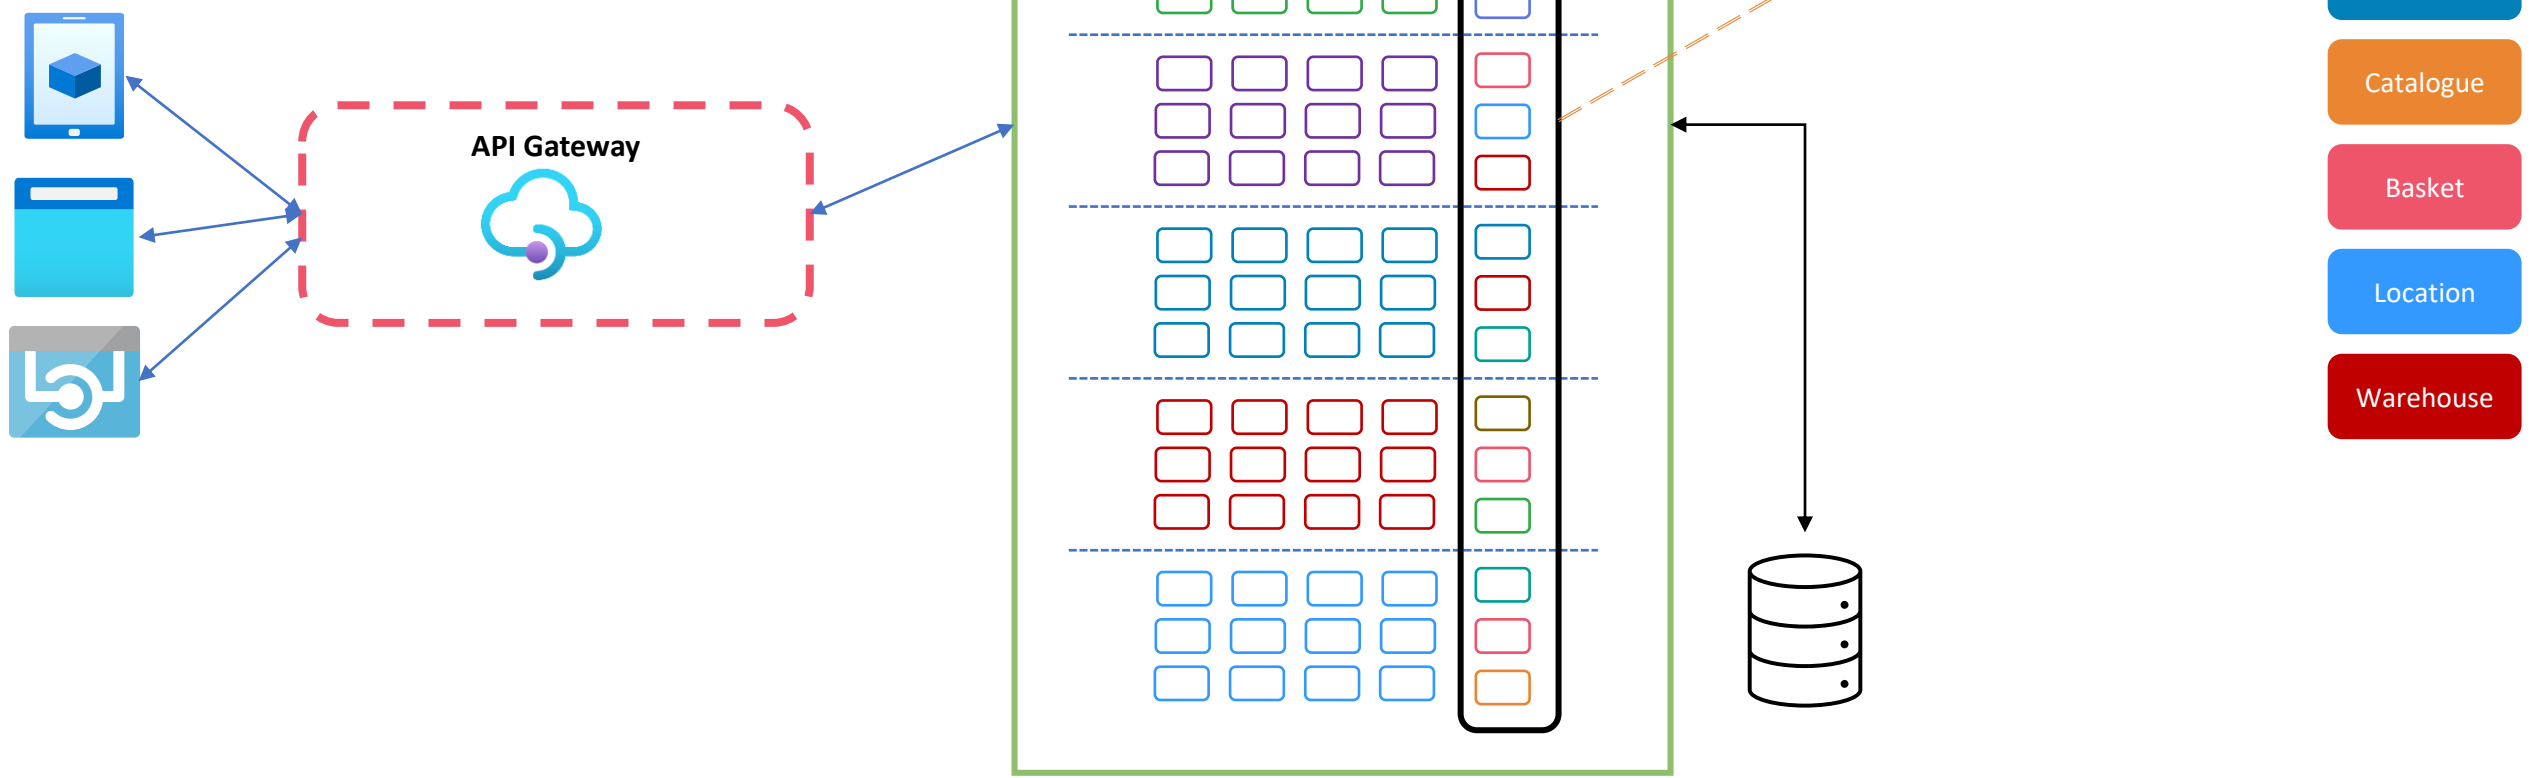 API Gateway
Catalogue
Basket
Location
Warehouse